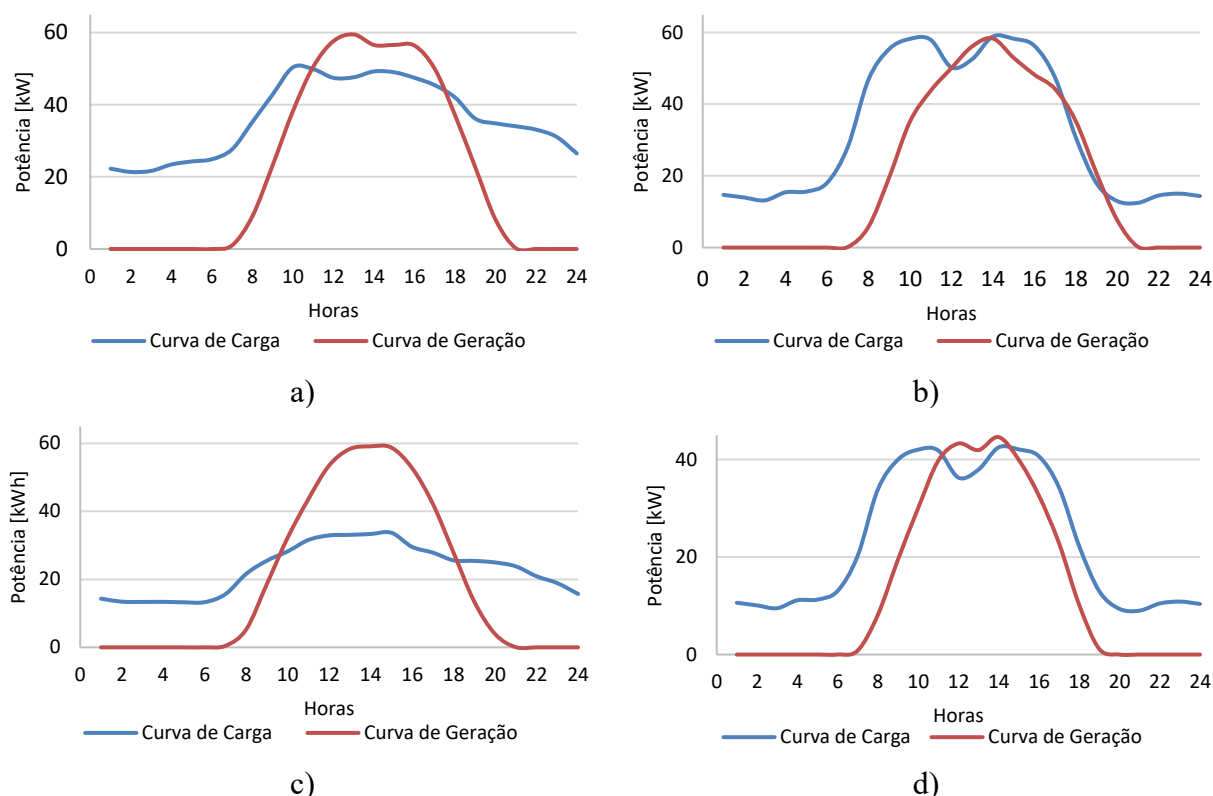 60
40
20
0
Potência [kW]
0 2 4 6 8 10 12 14 16 18 20 22 24
Horas
Curva de Carga Curva de Geração
a)
60
40
20
0
Potência [kW]
0 2 4 6 8 10 12 14 16 18 20 22 24
Horas
Curva de Carga Curva de Geração
b)
60
40
20
0
Potência [kWh]
0 2 4 6 8 10 12 14 16 18 20 22 24
Horas
Curva de Carga Curva de Geração
c)
40
20
0
Potência [kW]
0 2 4 6 8 10 12 14 16 18 20 22 24
Horas
Curva de Carga Curva de Geração
d)